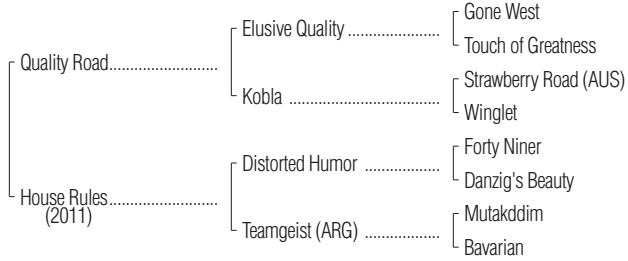 Gone West
Elusive Quality
Touch of Greatness
Quality Road
Strawberry Road (AUS)
Kobla
Winglet
Forty Niner
Distorted Humor
Danzig's Beauty
House Rules
(2011)
Mutakddim
Teamgeist (ARG)
Bavarian